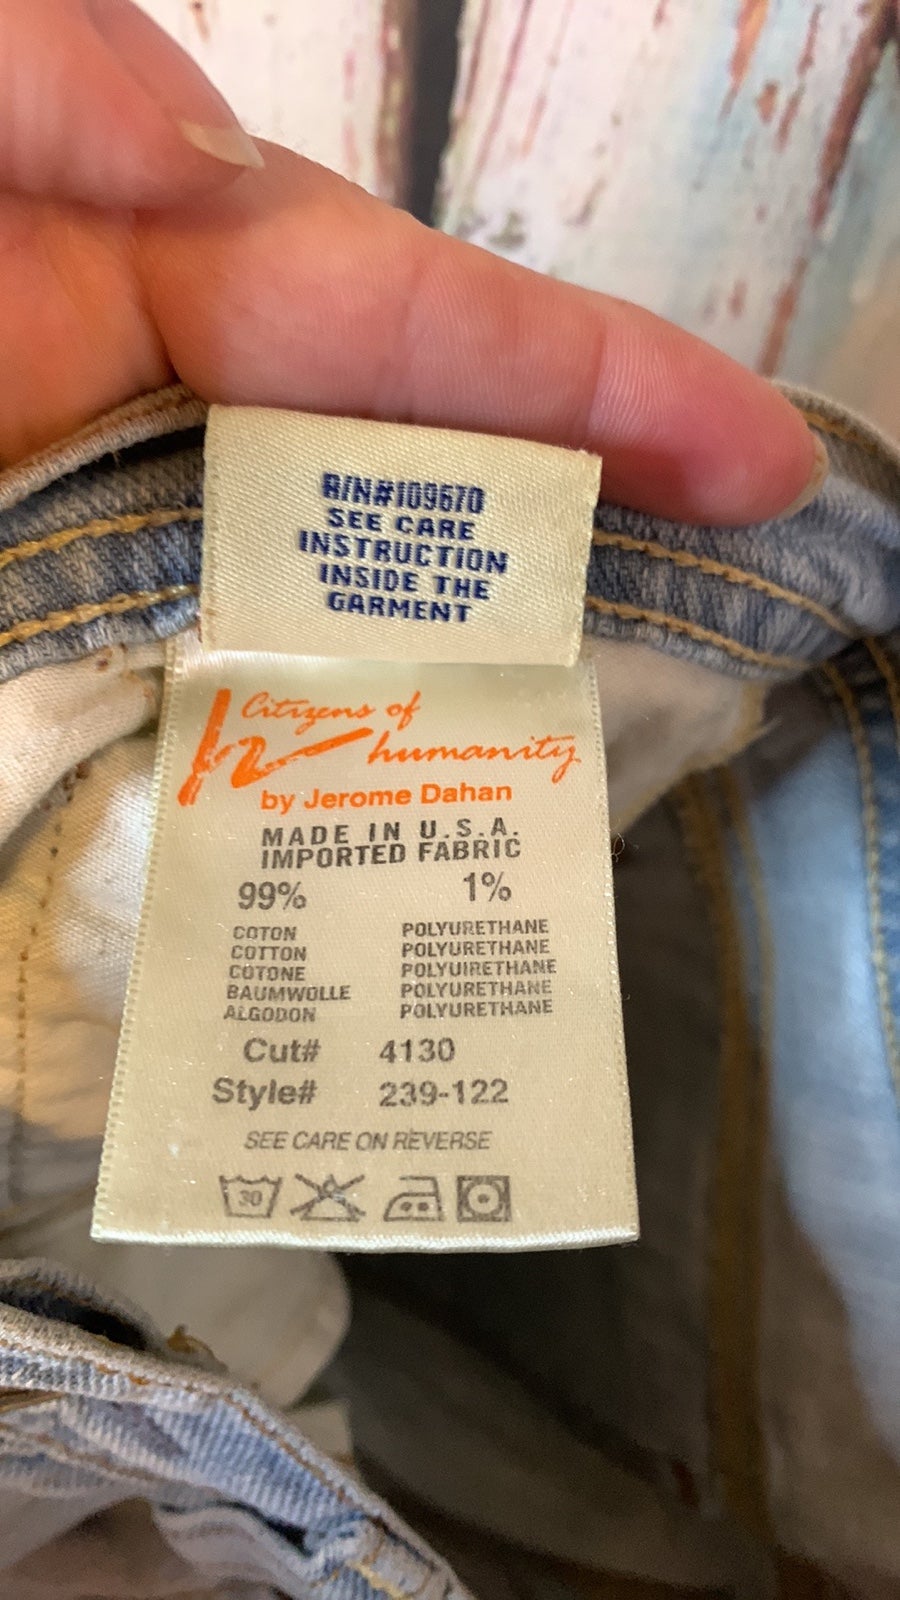 R/N#109670
SEE CARE
INSTRUCTION
INSIDE THE
GARMENT
Citizens of
humanity
by Jerome Dahan
MADE IN U.S.A.
IMPORTED FABRIC
99% 1%
COTON POLYURETHANE
COTTON POLYURETHANE
COTONE POLYUIRETHANE
BAUMWOLLE POLYURETHANE
ALGODON POLYURETHANE
Cut# 4130
Style# 239-122
SEE CARE ON REVERSE
30